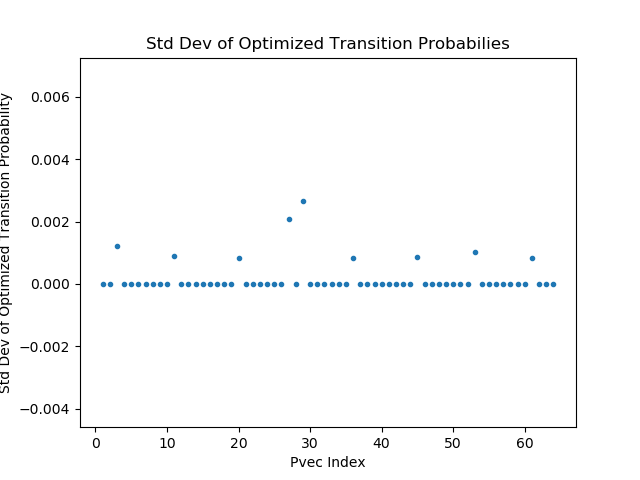 Std Dev of Optimized Transition Probabilies
Std Dev of Optimized Transition Probability
0.006
0.004
0.002
0.000
−0.002
−0.004
0 10 20 30 40 50 60
Pvec Index